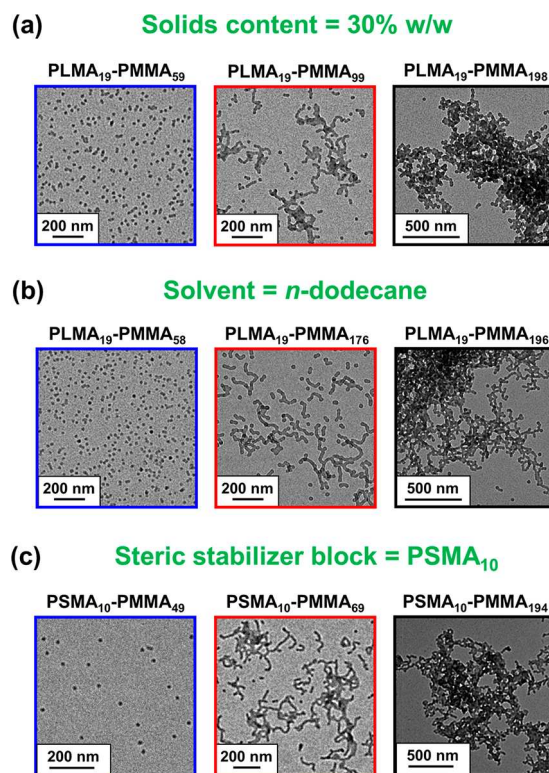 (a) Solids content = 30% w/w
PLMA₁₉-PMMA₅₉ PLMA₁₉-PMMA₉₉ PLMA₁₉-PMMA₁₉₈
200 nm 200 nm 500 nm
(b) Solvent = n-dodecane
PLMA₁₉-PMMA₅₈ PLMA₁₉-PMMA₁₇₆ PLMA₁₉-PMMA₁₉₆
200 nm 200 nm 500 nm
(c) Steric stabilizer block = PSMA₁₀
PSMA₁₀-PMMA₄₉ PSMA₁₀-PMMA₆₉ PSMA₁₀-PMMA₁₉₄
200 nm 200 nm 500 nm